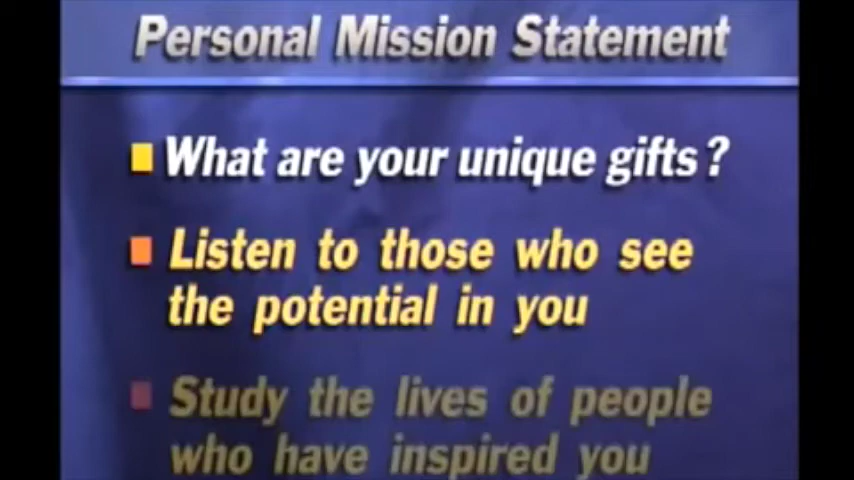 Personal Mission Statement
What are your unique gifts?
Listen to those who see
the potential in you
Study the lives of people
who have inspired you